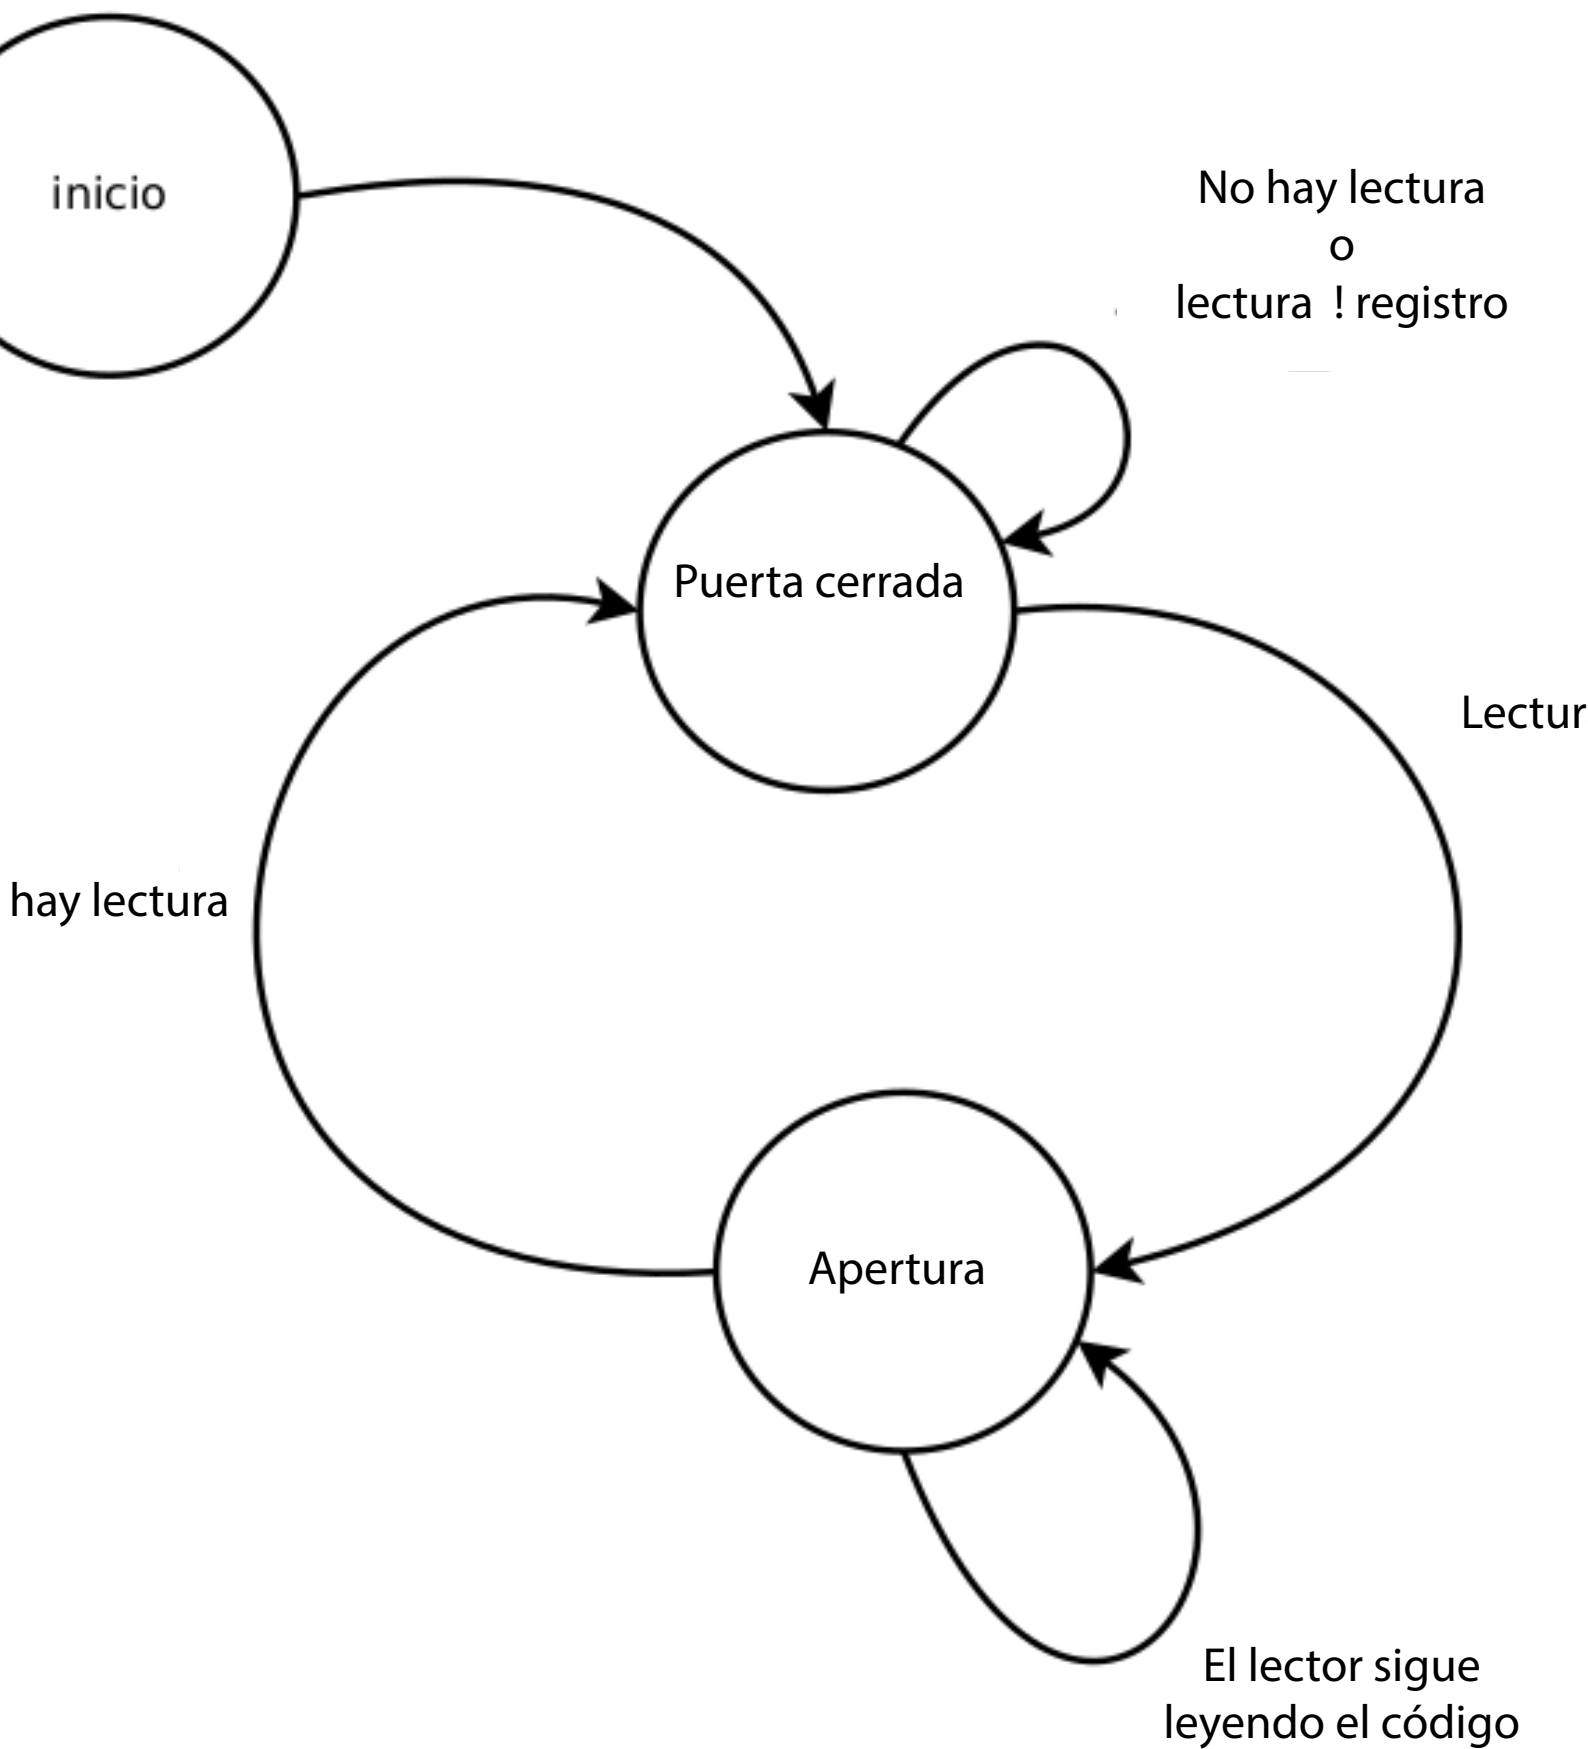 inicio
No hay lectura
o
lectura ! registro
Puerta cerrada
Lectur
hay lectura
Apertura
El lector sigue
leyendo el código